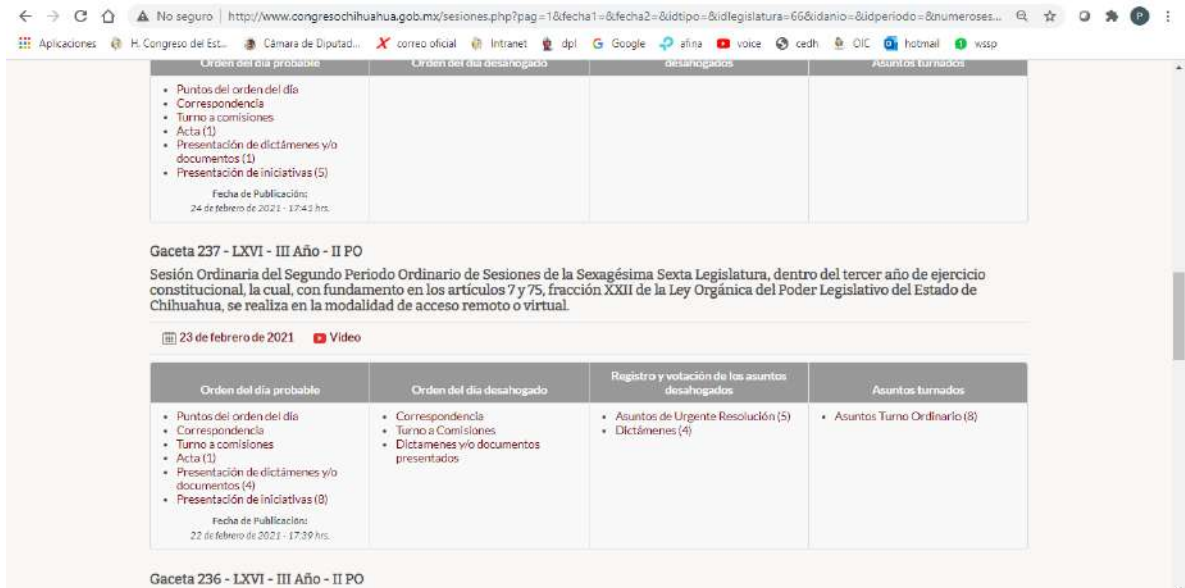 No seguro | http://www.congresochihuahua.gob.mx/sesiones.php?pag=1&fecha1=&fecha2=&idtipo=&idlegislatura=66&idanio=&idperiodo=&numeroses...
Aplicaciones H. Congreso del Est... Cámara de Diputad... correo oficial Intranet dpl Google afina voice cedh OIC hotmail wssp
Orden del día probable Orden del día desahogado desahogados Asuntos turnados
• Puntos del orden del día
• Correspondencia
• Turno a comisiones
• Acta (1)
• Presentación de dictámenes y/o
documentos (1)
• Presentación de iniciativas (5)
Fecha de Publicación:
24 de febrero de 2021 - 17:43 hrs.
Gaceta 237 - LXVI - III Año - II PO
Sesión Ordinaria del Segundo Periodo Ordinario de Sesiones de la Sexagésima Sexta Legislatura, dentro del tercer año de ejercicio
constitucional, la cual, con fundamento en los artículos 7 y 75, fracción XXII de la Ley Orgánica del Poder Legislativo del Estado de
Chihuahua, se realiza en la modalidad de acceso remoto o virtual.
23 de febrero de 2021 Video
Orden del día probable Orden del día desahogado Registro y votación de los asuntos
desahogados Asuntos turnados
• Puntos del orden del día
• Correspondencia
• Turno a comisiones
• Acta (1)
• Presentación de dictámenes y/o
documentos (4)
• Presentación de iniciativas (8)
Fecha de Publicación:
22 de febrero de 2021 - 17:39 hrs.
• Correspondencia
• Turno a Comisiones
• Dictamenes y/o documentos
presentados
• Asuntos de Urgente Resolución (5)
• Dictámenes (4)
• Asuntos Turno Ordinario (8)
Gaceta 236 - LXVI - III Año - II PO